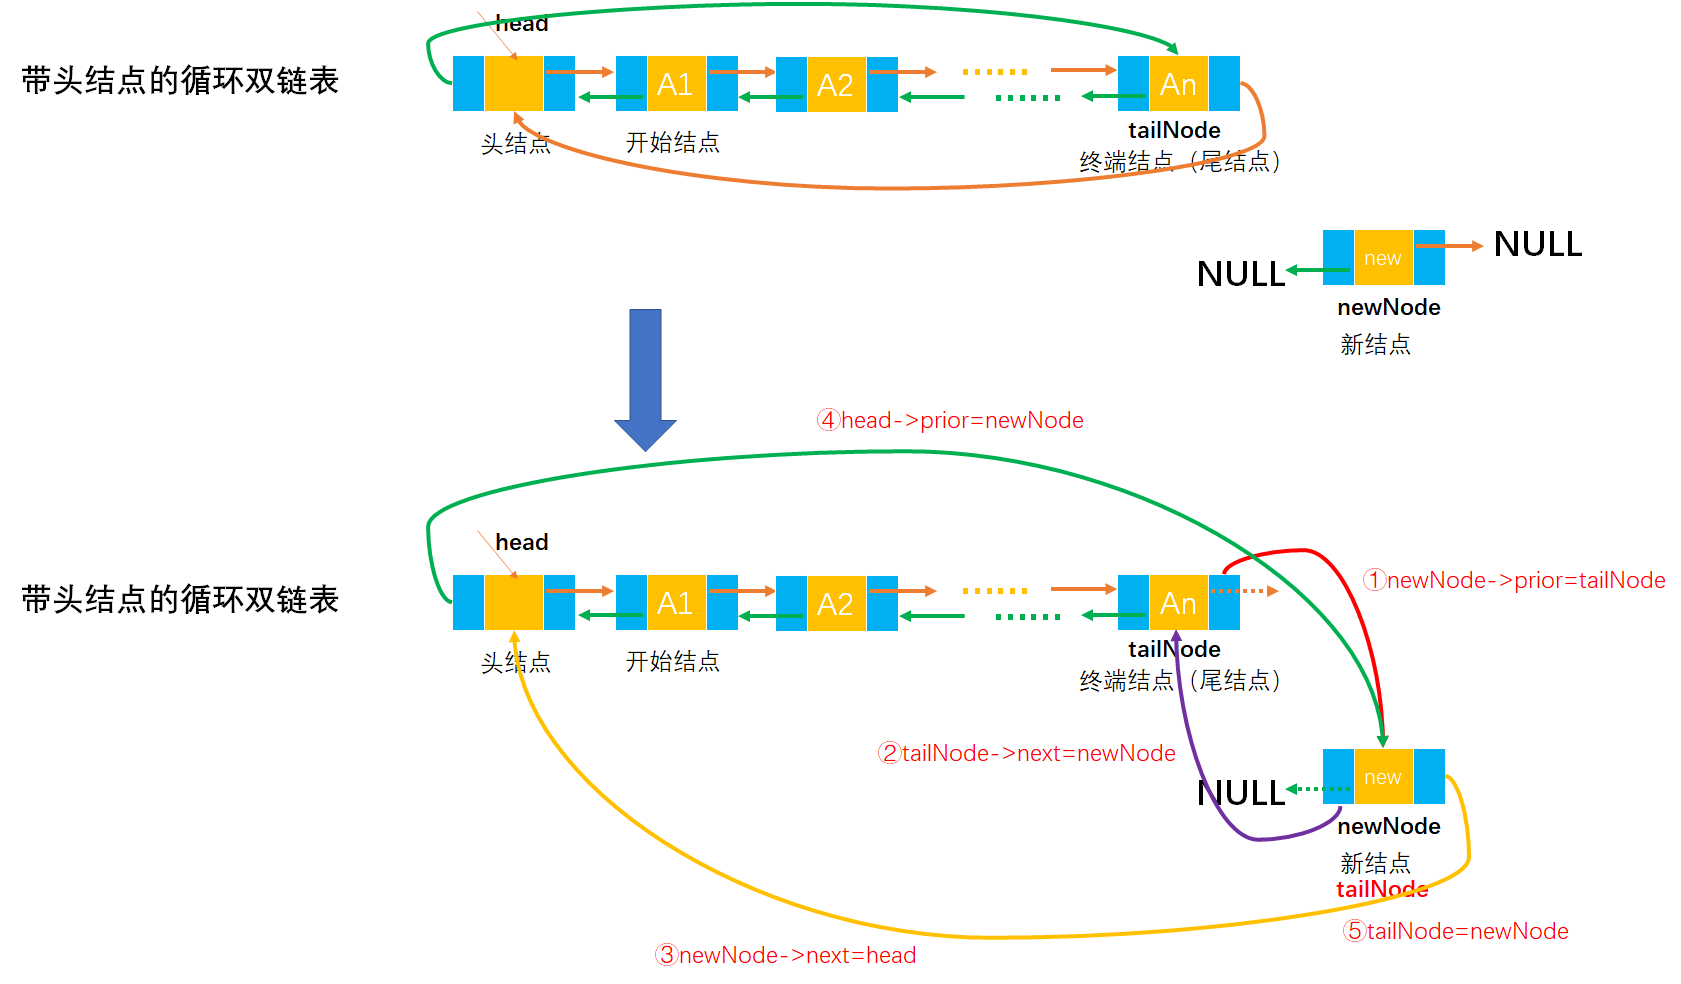 head
带头结点的循环双链表
A1
A2
An
头结点
开始结点
tailNode
终端结点（尾结点）
NULL
new
NULL
newNode
新结点
④head->prior=newNode
head
①newNode->prior=tailNode
带头结点的循环双链表
A1
A2
An
头结点
开始结点
tailNode
终端结点（尾结点）
②tailNode->next=newNode
NULL
new
newNode
新结点
tailNode
⑤tailNode=newNode
③newNode->next=head